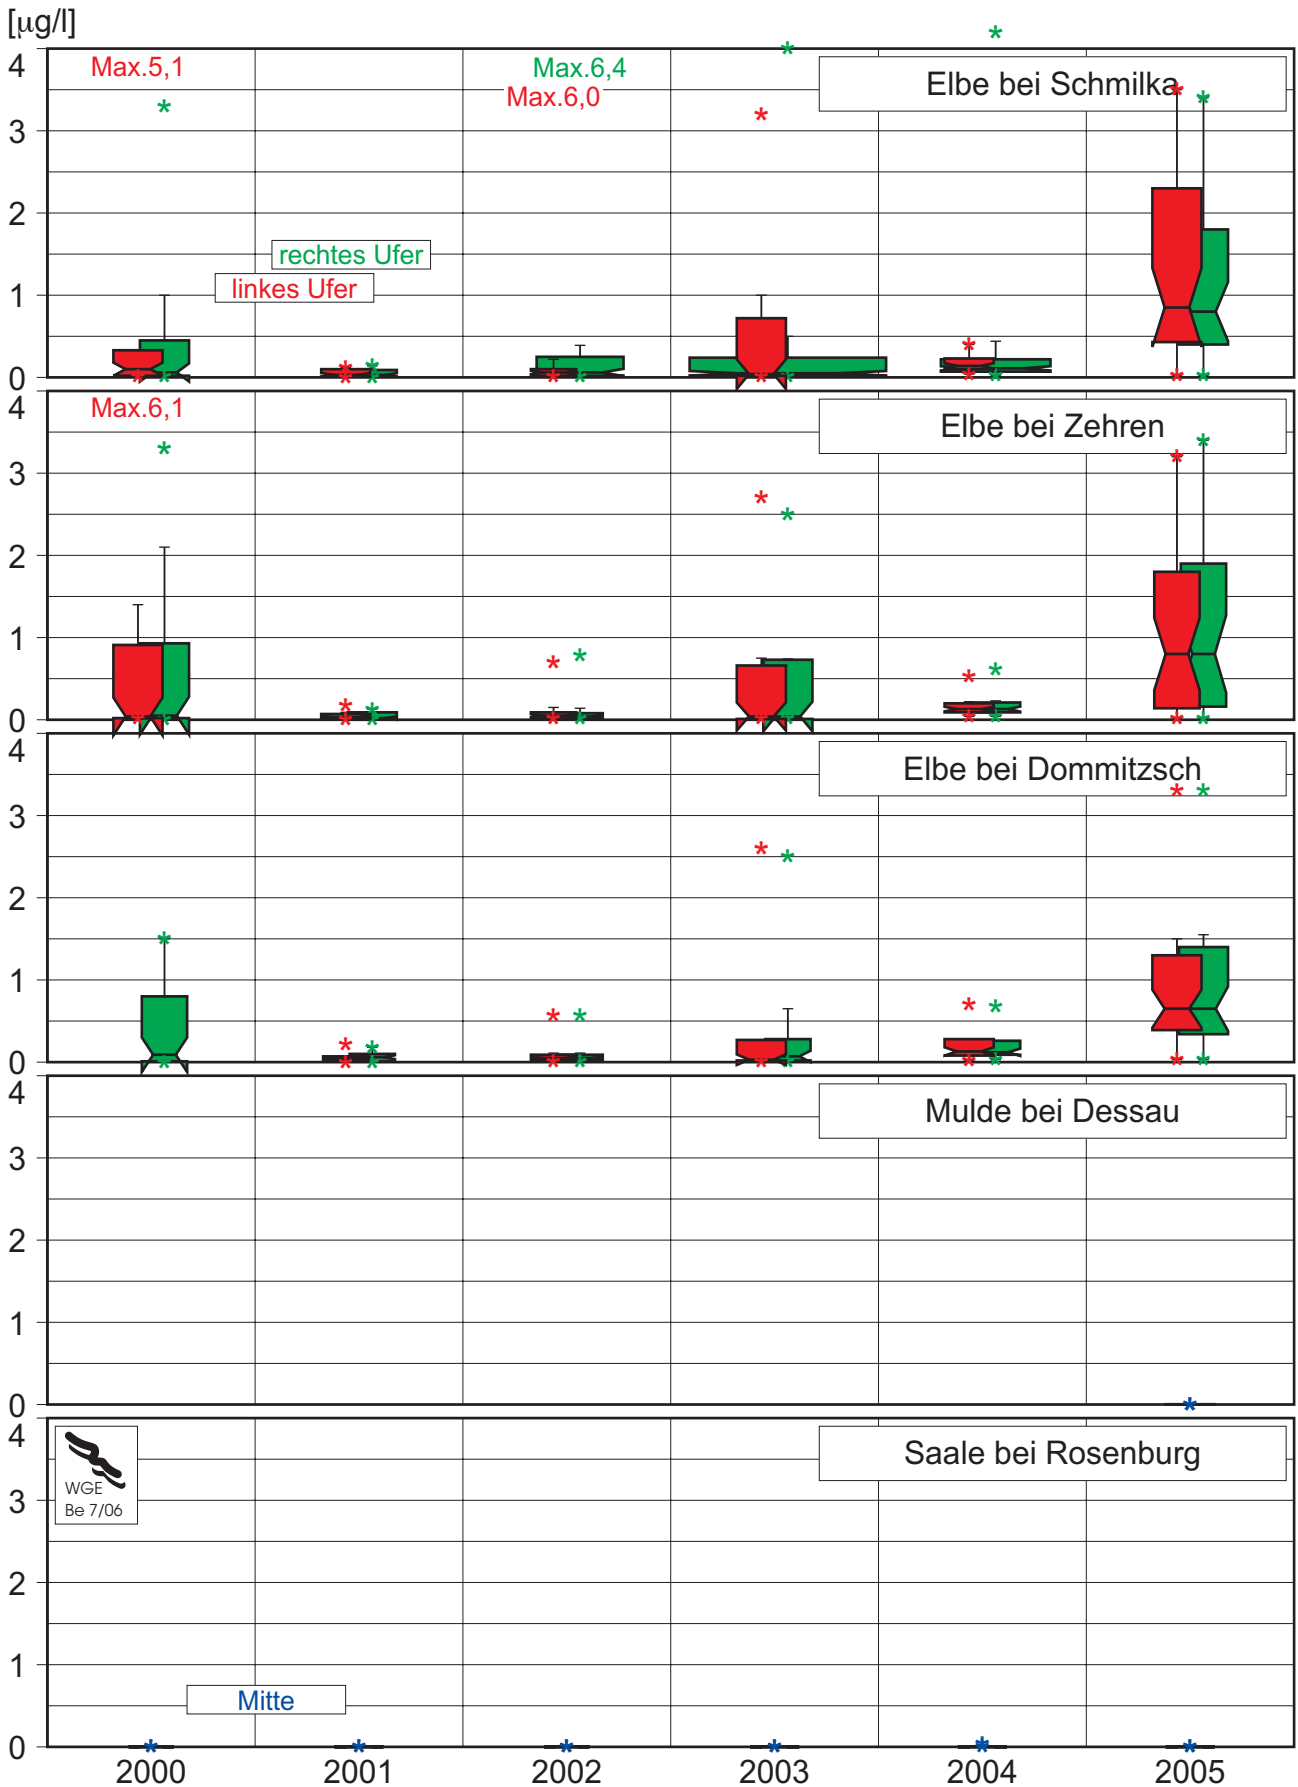 [µg/l]
4
Max.5,1
Max.6,4
Max.6,0
Elbe bei Schmilka
3
2
rechtes Ufer
linkes Ufer
1
0
4
Max.6,1
Elbe bei Zehren
3
2
1
0
4
Elbe bei Dommitzsch
3
2
1
0
4
Mulde bei Dessau
3
2
1
0
4
Saale bei Rosenburg
WGE
3
Be 7/06
2
1
Mitte
0
2000 2001 2002 2003 2004 2005